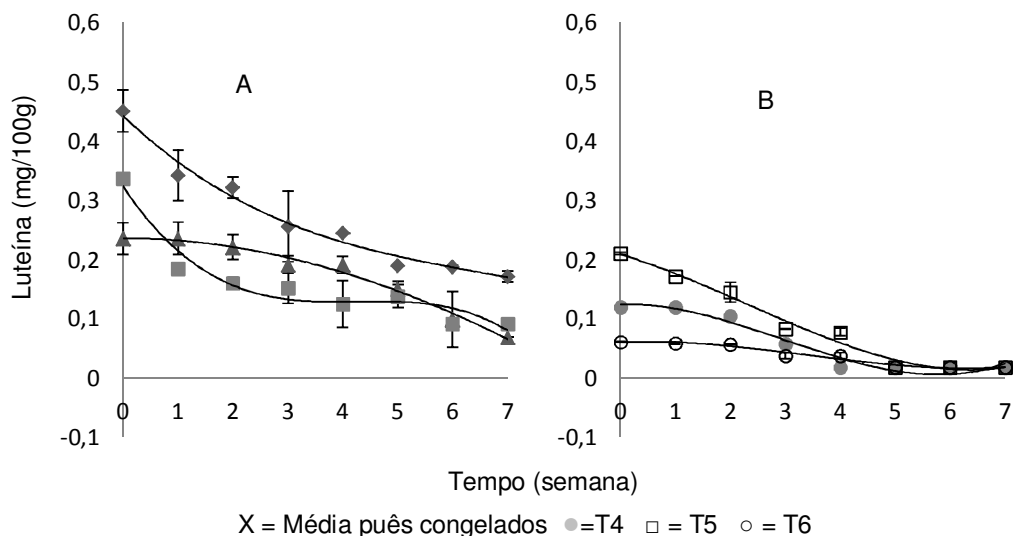 0,6
0,5
0,4
0,3
0,2
0,1
0
-0,1
0 1 2 3 4 5 6 7
A
Luteína (mg/100g)
0,6
0,5
0,4
0,3
0,2
0,1
0
-0,1
0 1 2 3 4 5 6 7
B
Tempo (semana)
X = Média puês congelados =T4 = T5 = T6